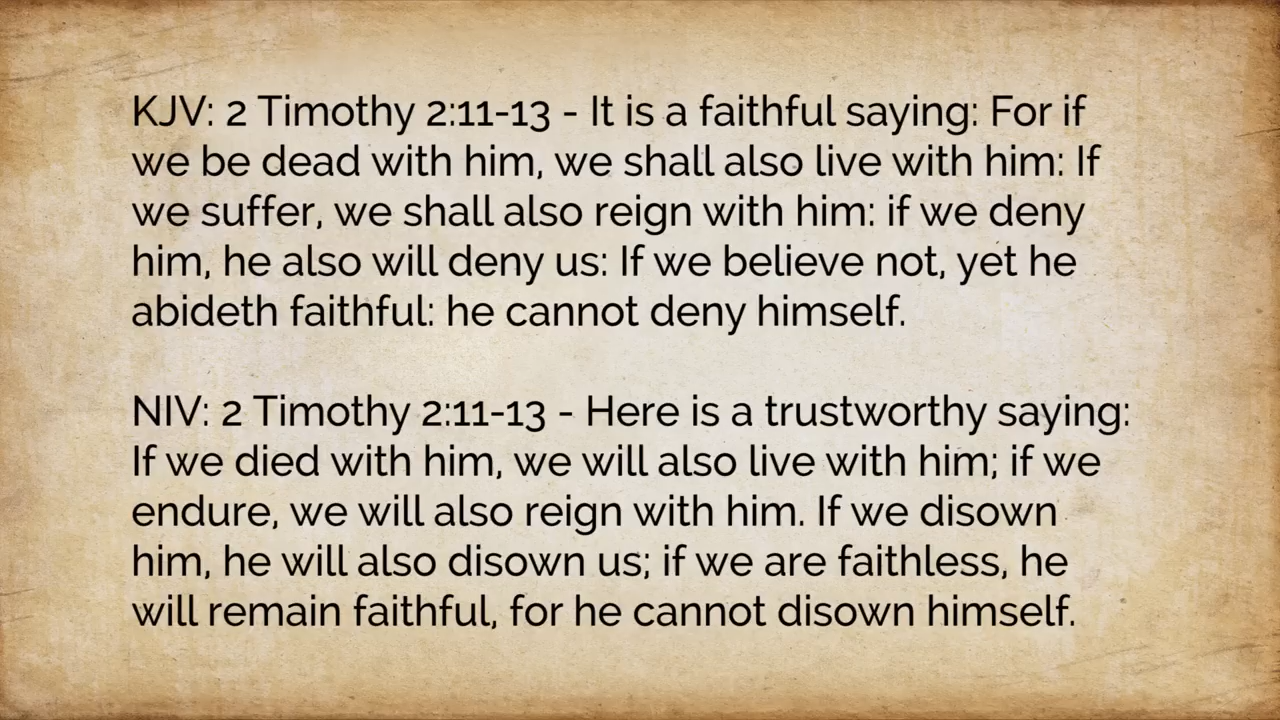 KJV: 2 Timothy 2:11-13 - It is a faithful saying: For if
we be dead with him, we shall also live with him: If
we suffer, we shall also reign with him: if we deny
him, he also will deny us: If we believe not, yet he
abideth faithful: he cannot deny himself.
NIV: 2 Timothy 2:11-13 - Here is a trustworthy saying:
If we died with him, we will also live with him; if we
endure, we will also reign with him. If we disown
him, he will also disown us; if we are faithless, he
will remain faithful, for he cannot disown himself.